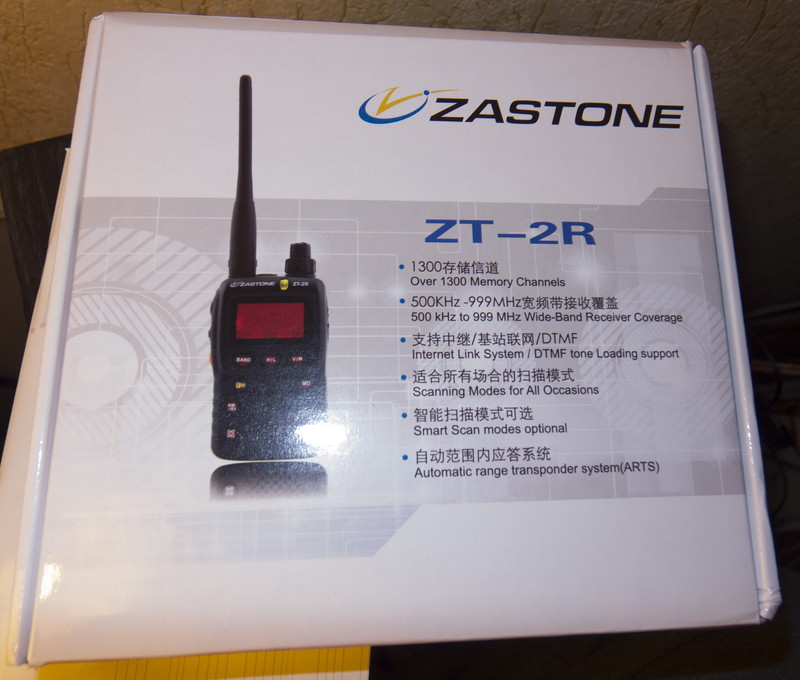 ZASTONE
ZT-2R
• 1300存储信道
Over 1300 Memory Channels
• 500KHz -999MHz宽频带接收覆盖
500 kHz to 999 MHz Wide-Band Receiver Coverage
• 支持中继/基站联网/DTMF
Internet Link System / DTMF tone Loading support
• 适合所有场合的扫描模式
Scanning Modes for All Occasions
• 智能扫描模式可选
Smart Scan modes optional
• 自动范围内应答系统
Automatic range transponder system(ARTS)
ZASTONE ZT-2R
BAND M/L V/M